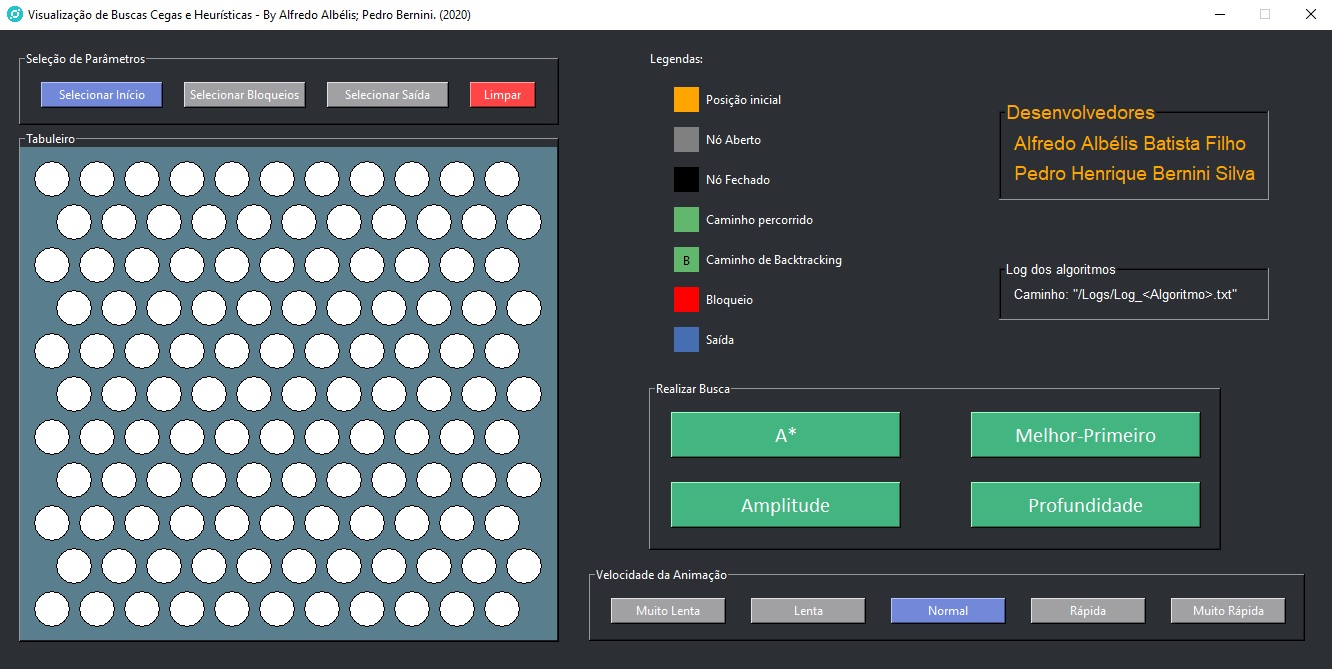 Visualização de Buscas Cegas e Heurísticas - By Alfredo Albélis; Pedro Bernini. (2020)
Seleção de Parâmetros
Selecionar Início
Selecionar Bloqueios
Selecionar Saída
Limpar
Tabuleiro
Legendas:
Posição inicial
Nó Aberto
Nó Fechado
Caminho percorrido
B
Caminho de Backtracking
Bloqueio
Saída
Desenvolvedores
Alfredo Albélis Batista Filho
Pedro Henrique Bernini Silva
Log dos algoritmos
Caminho: "/Logs/Log_<Algoritmo>.txt"
Realizar Busca
A*
Melhor-Primeiro
Amplitude
Profundidade
Velocidade da Animação
Muito Lenta
Lenta
Normal
Rápida
Muito Rápida